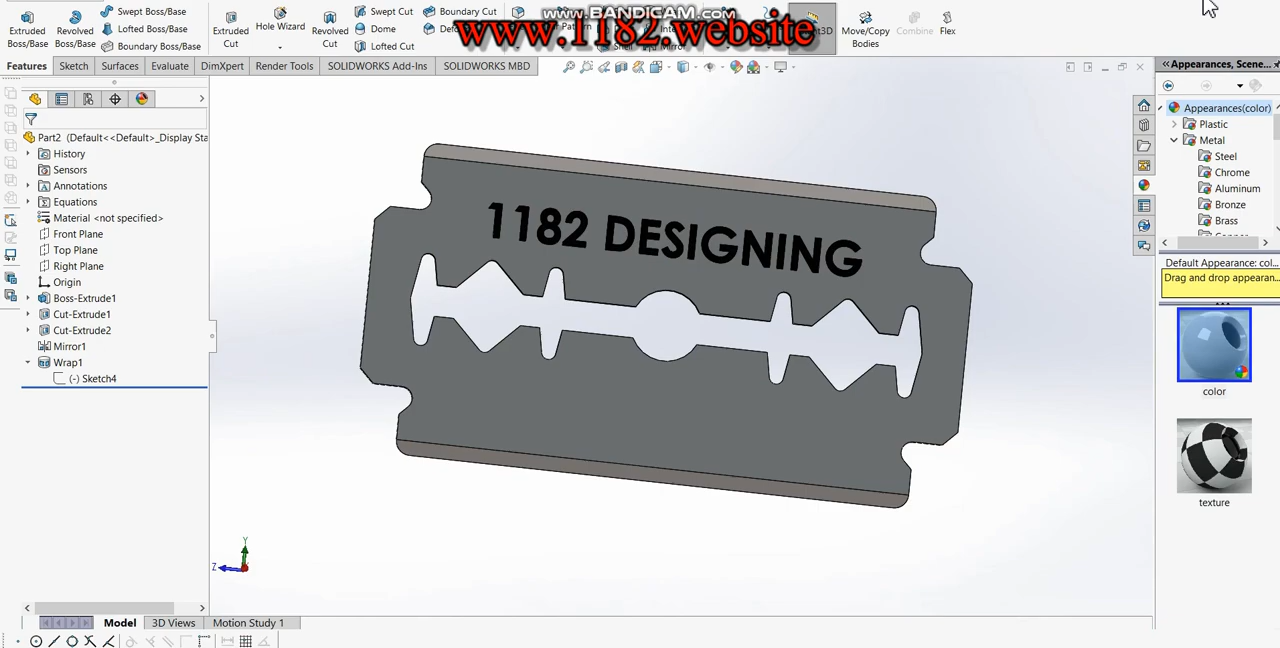 www.BANDICAM.COM
www.1182.website
Extruded Boss/Base
Revolved Boss/Base
Swept Boss/Base
Lofted Boss/Base
Boundary Boss/Base
Extruded Cut
Hole Wizard
Revolved Cut
Swept Cut
Dome
Lofted Cut
Boundary Cut
Shell
Mirror
Move/Copy Bodies
Combine
Flex
Features
Sketch
Surfaces
Evaluate
DimXpert
Render Tools
SOLIDWORKS Add-Ins
SOLIDWORKS MBD
Part2 (Default<<Default>_Display Sta
History
Sensors
Annotations
Equations
Material <not specified>
Front Plane
Top Plane
Right Plane
Origin
Boss-Extrude1
Cut-Extrude1
Cut-Extrude2
Mirror1
Wrap1
(-) Sketch4
1182 DESIGNING
Y
Z
Appearances, Scene...
Appearances(color)
Plastic
Metal
Steel
Chrome
Aluminum
Bronze
Brass
Default Appearance: col...
Drag and drop appearan...
color
texture
Model
3D Views
Motion Study 1